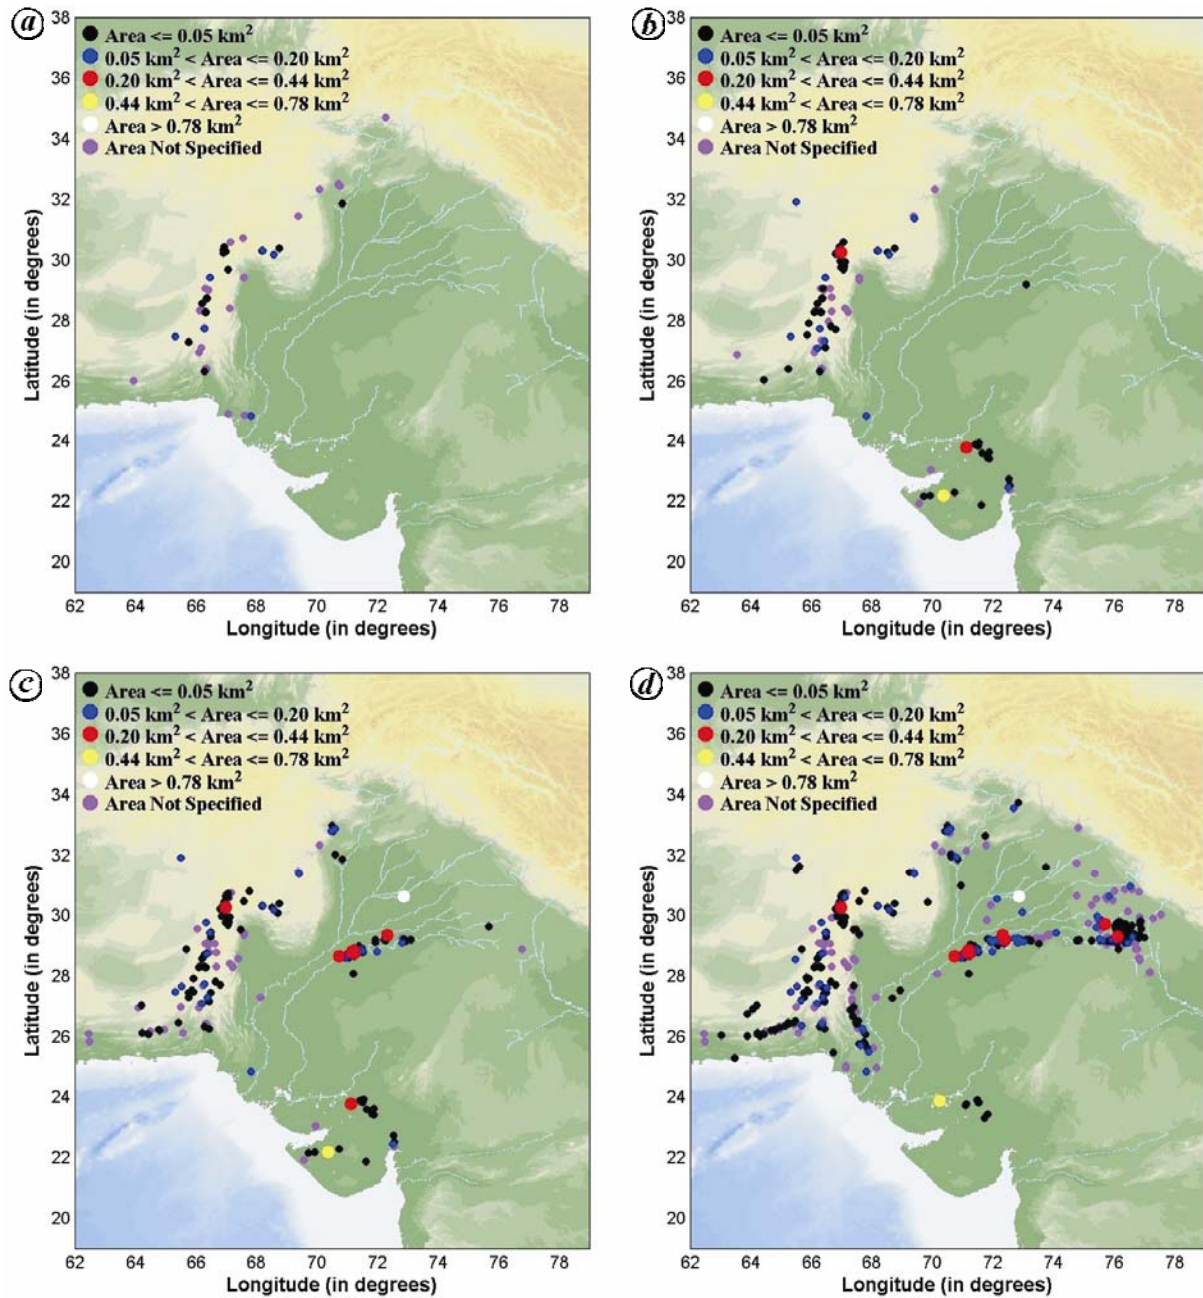 a
38
36
34
32
30
28
26
24
22
20
Latitude (in degrees)
Area <= 0.05 km2
0.05 km2 < Area <= 0.20 km2
0.20 km2 < Area <= 0.44 km2
0.44 km2 < Area <= 0.78 km2
Area > 0.78 km2
Area Not Specified
62 64 66 68 70 72 74 76 78
Longitude (in degrees)
b
38
36
34
32
30
28
26
24
22
20
Latitude (in degrees)
Area <= 0.05 km2
0.05 km2 < Area <= 0.20 km2
0.20 km2 < Area <= 0.44 km2
0.44 km2 < Area <= 0.78 km2
Area > 0.78 km2
Area Not Specified
62 64 66 68 70 72 74 76 78
Longitude (in degrees)
c
38
36
34
32
30
28
26
24
22
20
Latitude (in degrees)
Area <= 0.05 km2
0.05 km2 < Area <= 0.20 km2
0.20 km2 < Area <= 0.44 km2
0.44 km2 < Area <= 0.78 km2
Area > 0.78 km2
Area Not Specified
62 64 66 68 70 72 74 76 78
Longitude (in degrees)
d
38
36
34
32
30
28
26
24
22
20
Latitude (in degrees)
Area <= 0.05 km2
0.05 km2 < Area <= 0.20 km2
0.20 km2 < Area <= 0.44 km2
0.44 km2 < Area <= 0.78 km2
Area > 0.78 km2
Area Not Specified
62 64 66 68 70 72 74 76 78
Longitude (in degrees)